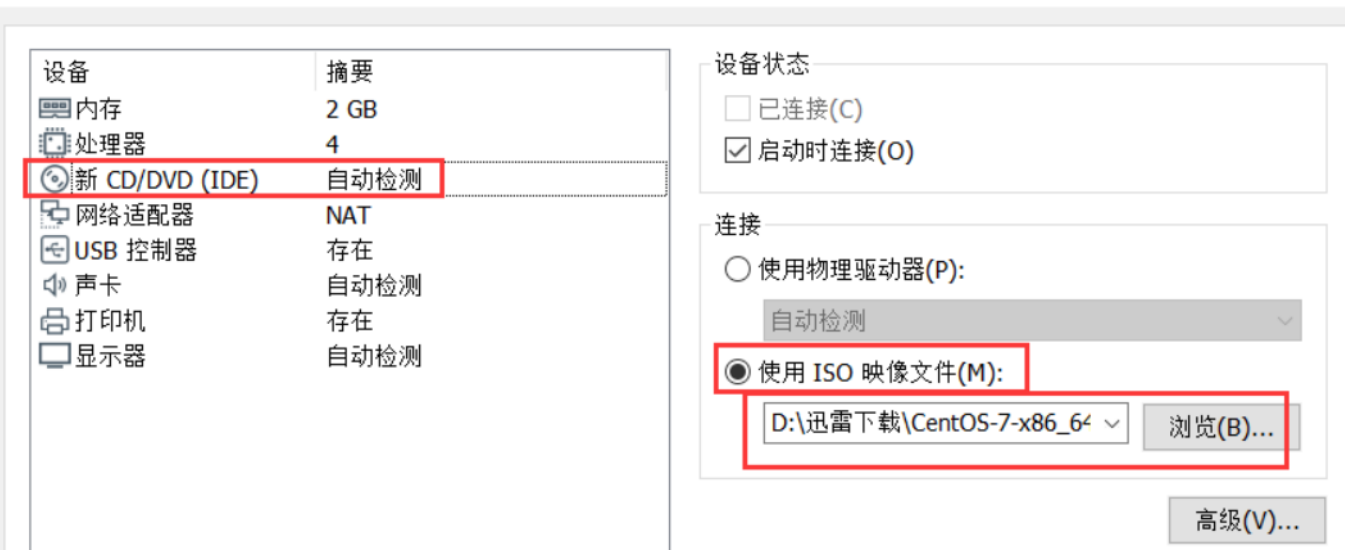 设备 摘要
内存 2 GB
处理器 4
新 CD/DVD (IDE) 自动检测
网络适配器 NAT
USB 控制器 存在
声卡 自动检测
打印机 存在
显示器 自动检测
设备状态
已连接(C)
启动时连接(O)
连接
使用物理驱动器(P):
自动检测
使用 ISO 映像文件(M):
D:\迅雷下载\CentOS-7-x86_64
浏览(B)...
高级(V)...